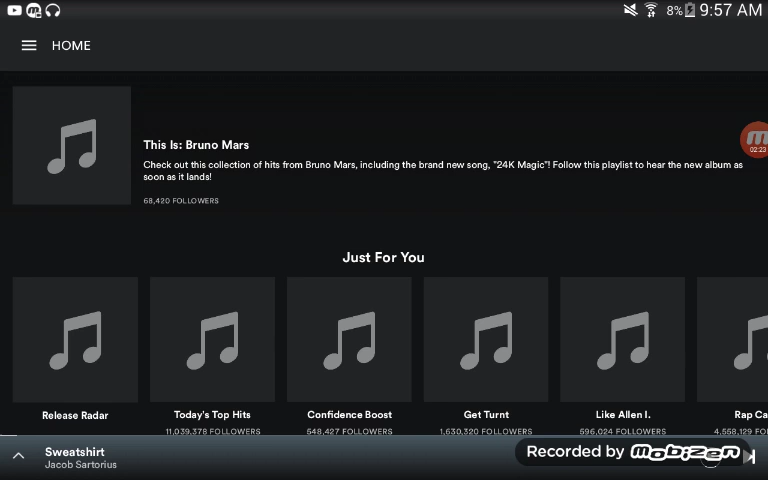 8% 9:57 AM
HOME
This Is: Bruno Mars
Check out this collection of hits from Bruno Mars, including the brand new song, "24K Magic"! Follow this playlist to hear the new album as
soon as it lands!
68,420 FOLLOWERS
02:23
Just For You
Release Radar
Today's Top Hits
11,039,378 FOLLOWERS
Confidence Boost
548,427 FOLLOWERS
Get Turnt
1,630,320 FOLLOWERS
Like Allen I.
596,024 FOLLOWERS
Rap Ca
4,558,129 FO
Sweatshirt
Jacob Sartorius
Recorded by mobizen